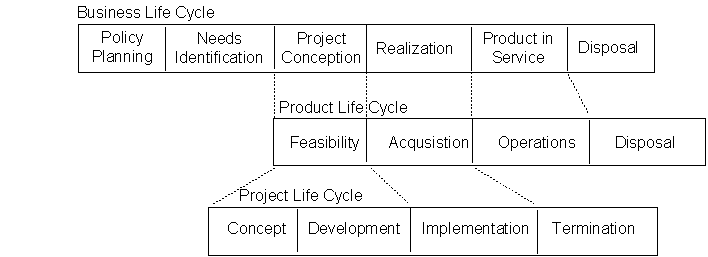 Business Life Cycle
Policy Planning
Needs Identification
Project Conception
Realization
Product in Service
Disposal
Product Life Cycle
Feasibility
Acqusistion
Operations
Disposal
Project Life Cycle
Concept
Development
Implementation
Termination